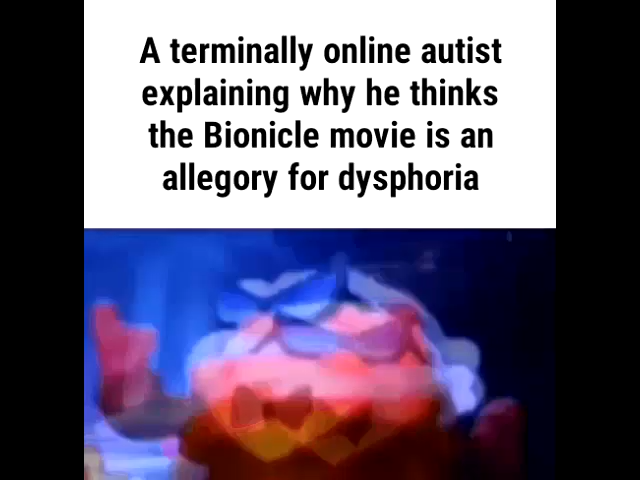 A terminally online autist
explaining why he thinks
the Bionicle movie is an
allegory for dysphoria